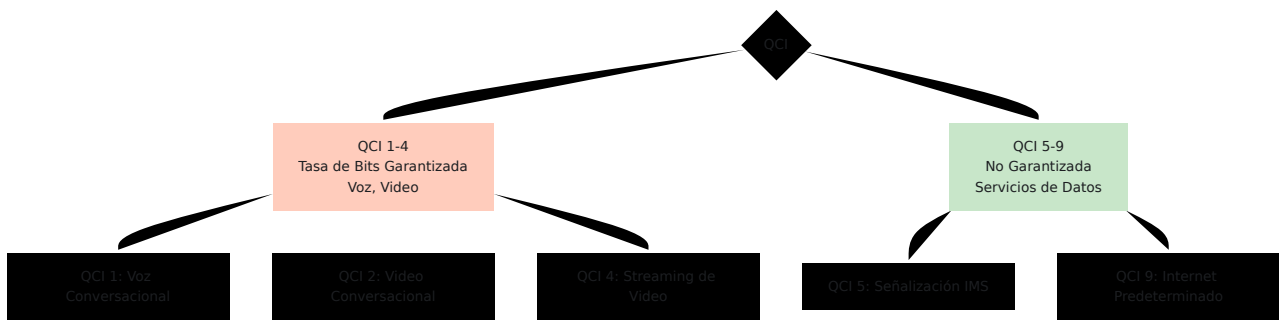 QCI
QCI 1-4
Tasa de Bits Garantizada
Voz, Video
QCI 5-9
No Garantizada
Servicios de Datos
QCI 1: Voz
Conversacional
QCI 2: Video
Conversacional
QCI 4: Streaming de
Video
QCI 5: Señalización IMS
QCI 9: Internet
Predeterminado